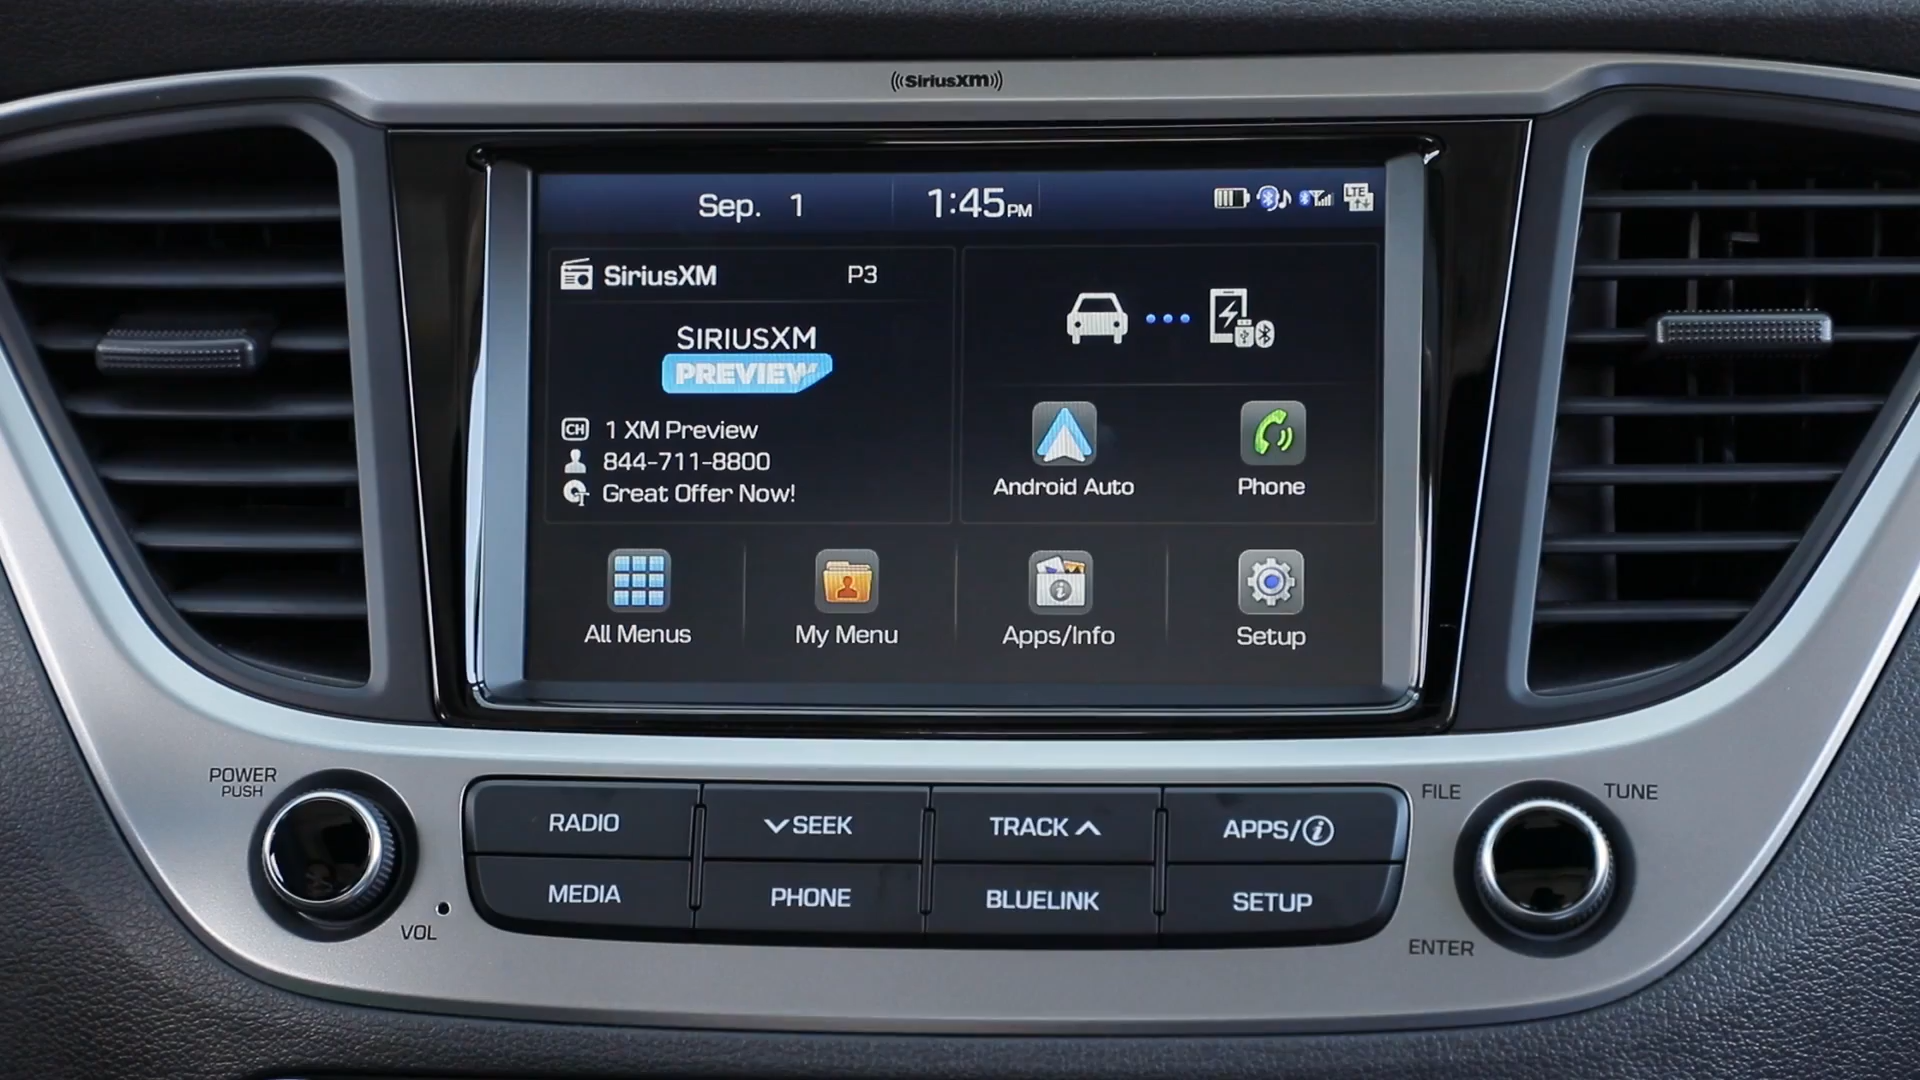 SiriusXM
Sep. 1 1:45PM
LTE
SiriusXM P3
SIRIUSXM
PREVIEW
CH 1 XM Preview
844-711-8800
Great Offer Now!
Android Auto Phone
All Menus My Menu Apps/Info Setup
POWER
PUSH
VOL
RADIO SEEK TRACK APPS/i
MEDIA PHONE BLUELINK SETUP
FILE TUNE
ENTER